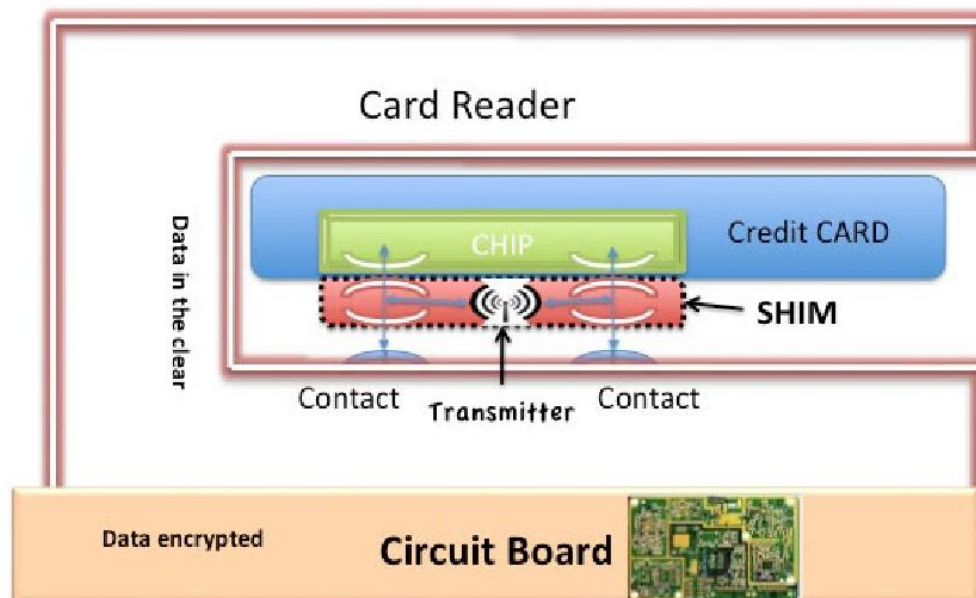 Card Reader
CHIP
Credit CARD
Data in the clear
SHIM
Contact
Transmitter
Contact
Data encrypted
Circuit Board